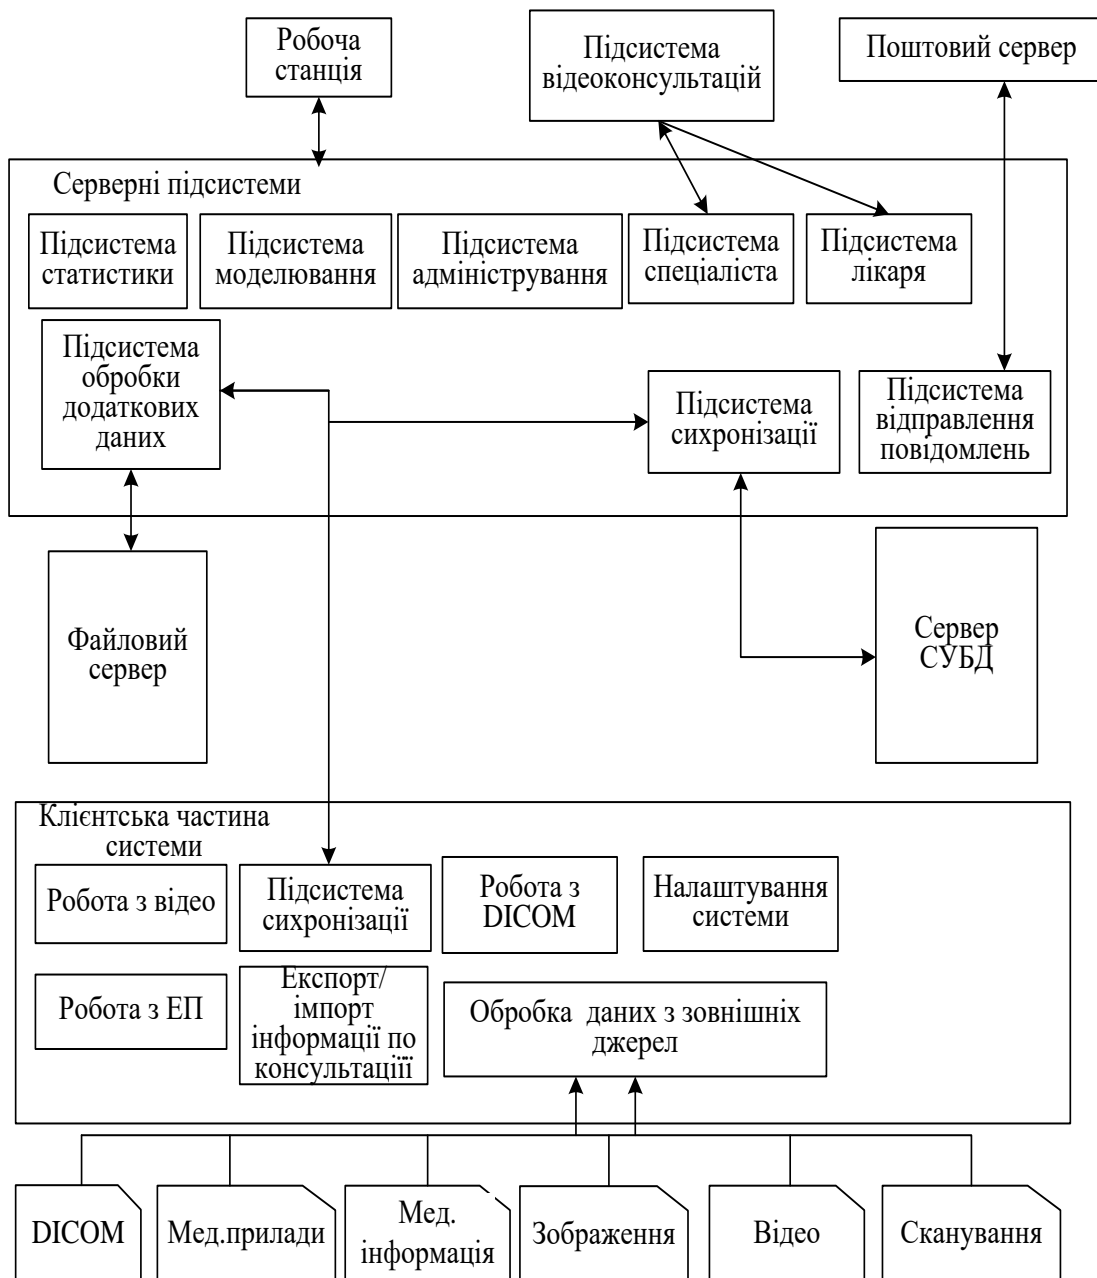 Робоча
станція
Підсистема
відеоконсультацій
Поштовий сервер
Серверні підсистеми
Підсистема
статистики
Підсистема
моделювання
Підсистема
адміністрування
Підсистема
спеціаліста
Підсистема
лікаря
Підсистема
обробки
додаткових
даних
Підсистема
сихронізації
Підсистема
відправлення
повідомлень
Файловий
сервер
Сервер
СУБД
Клієнтська частина
системи
Робота з відео
Підсистема
сихронізації
Робота з
DICOM
Налаштування
системи
Робота з ЕП
Експорт/
імпорт
інформації по
консультаціїї
Обробка даних з зовнішніх
джерел
DICOM
Мед.прилади
Мед.
інформація
Зображення
Відео
Сканування